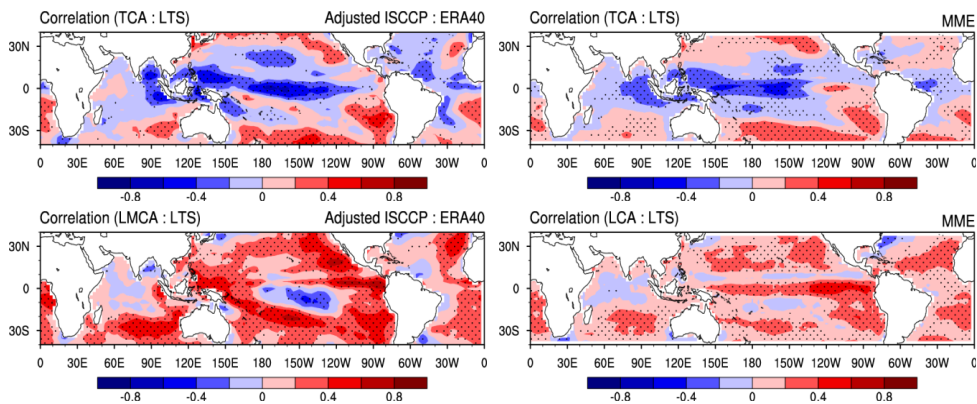 Correlation (TCA : LTS) Adjusted ISCCP : ERA40
30N
0
30S
0 30E 60E 90E 120E 150E 180 150W 120W 90W 60W 30W 0
-0.8 -0.4 0 0.4 0.8
Correlation (TCA : LTS) MME
30N
0
30S
0 30E 60E 90E 120E 150E 180 150W 120W 90W 60W 30W 0
-0.8 -0.4 0 0.4 0.8
Correlation (LMCA : LTS) Adjusted ISCCP : ERA40
30N
0
30S
0 30E 60E 90E 120E 150E 180 150W 120W 90W 60W 30W 0
-0.8 -0.4 0 0.4 0.8
Correlation (LCA : LTS) MME
30N
0
30S
0 30E 60E 90E 120E 150E 180 150W 120W 90W 60W 30W 0
-0.8 -0.4 0 0.4 0.8